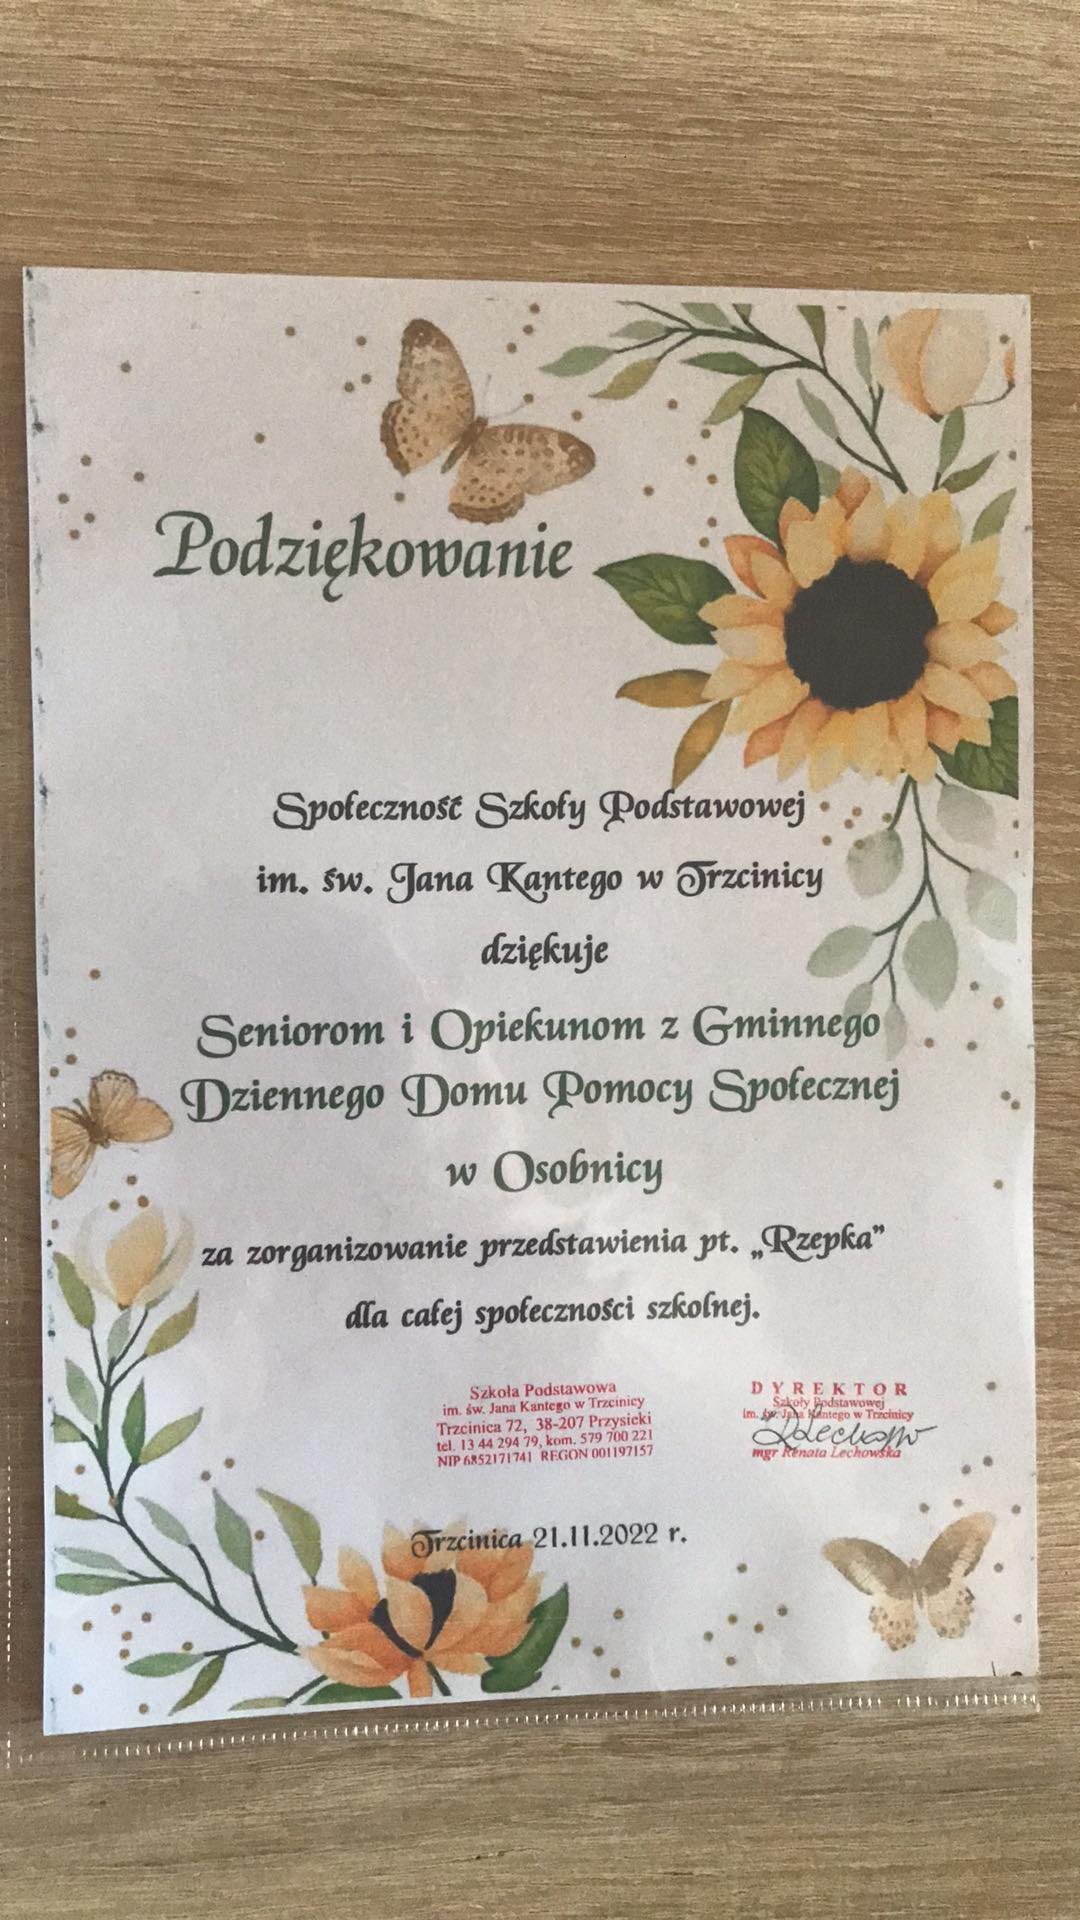 Podziękowanie
Społeczność Szkoły Podstawowej
im. św. Jana Kantego w Trzcinicy
dziękuje
Seniorom i Opiekunom z Gminnego
Dziennego Domu Pomocy Społecznej
w Osobnicy
za zorganizowanie przedstawienia pt. „Rzepka”
dla całej społeczności szkolnej.
Szkoła Podstawowa
im. św. Jana Kantego w Trzcinicy
Trzcinica 72, 38-207 Przysieki
tel. 13 44 294 79, kom. 579 700 221
NIP 6852171741 REGON 001197157
DYREKTOR
Szkoły Podstawowej
im. św. Jana Kantego w Trzcinicy
RLechows
mgr Renata Lechowska
Trzcinica 21.11.2022 r.